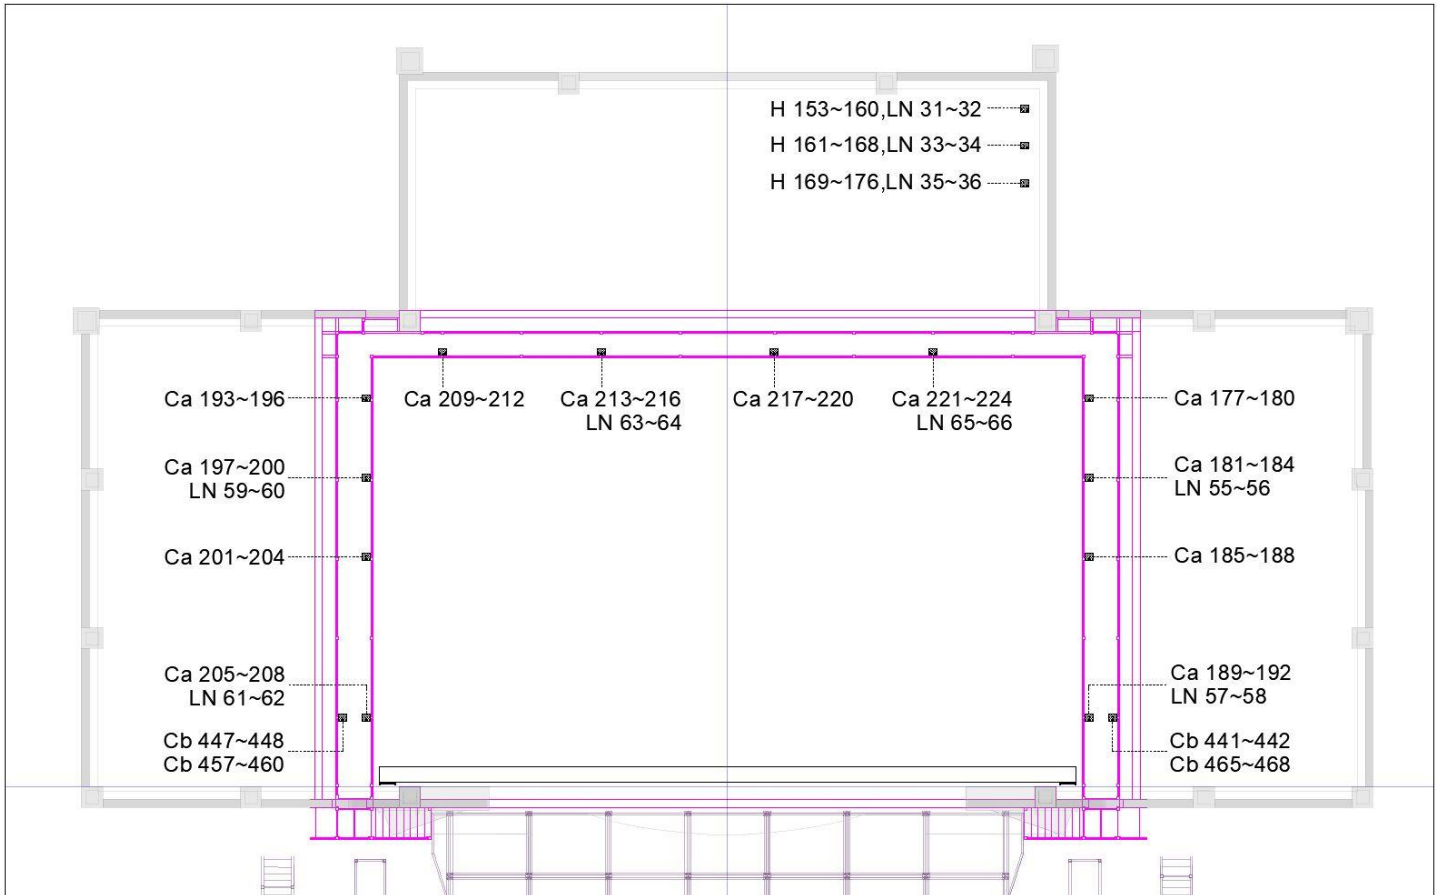 H 153~160,LN 31~32
H 161~168,LN 33~34
H 169~176,LN 35~36
Ca 193~196
Ca 209~212
Ca 213~216
LN 63~64
Ca 217~220
Ca 221~224
LN 65~66
Ca 177~180
Ca 197~200
LN 59~60
Ca 181~184
LN 55~56
Ca 201~204
Ca 185~188
Ca 205~208
LN 61~62
Ca 189~192
LN 57~58
Cb 447~448
Cb 457~460
Cb 441~442
Cb 465~468